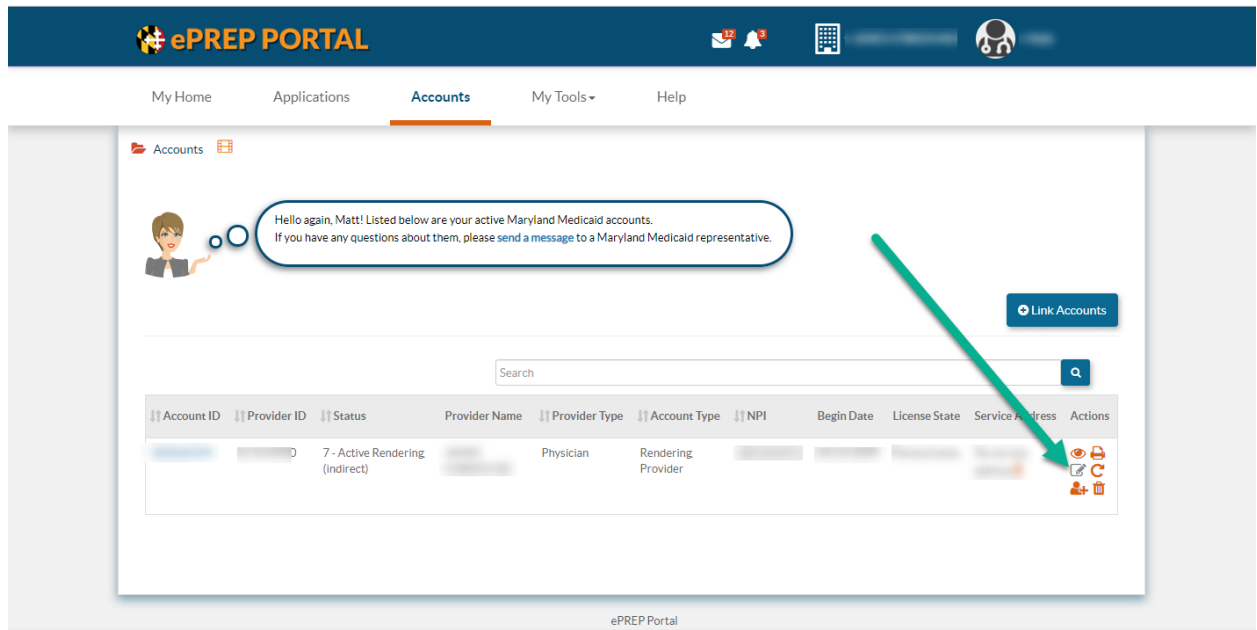 ePREP PORTAL
12
3
My Home Applications Accounts My Tools Help
Accounts
Hello again, Matt! Listed below are your active Maryland Medicaid accounts.
If you have any questions about them, please send a message to a Maryland Medicaid representative.
Link Accounts
Search
Account ID Provider ID Status Provider Name Provider Type Account Type NPI Begin Date License State Service Address Actions
7 - Active Rendering Physician Rendering
(indirect) Provider
ePREP Portal